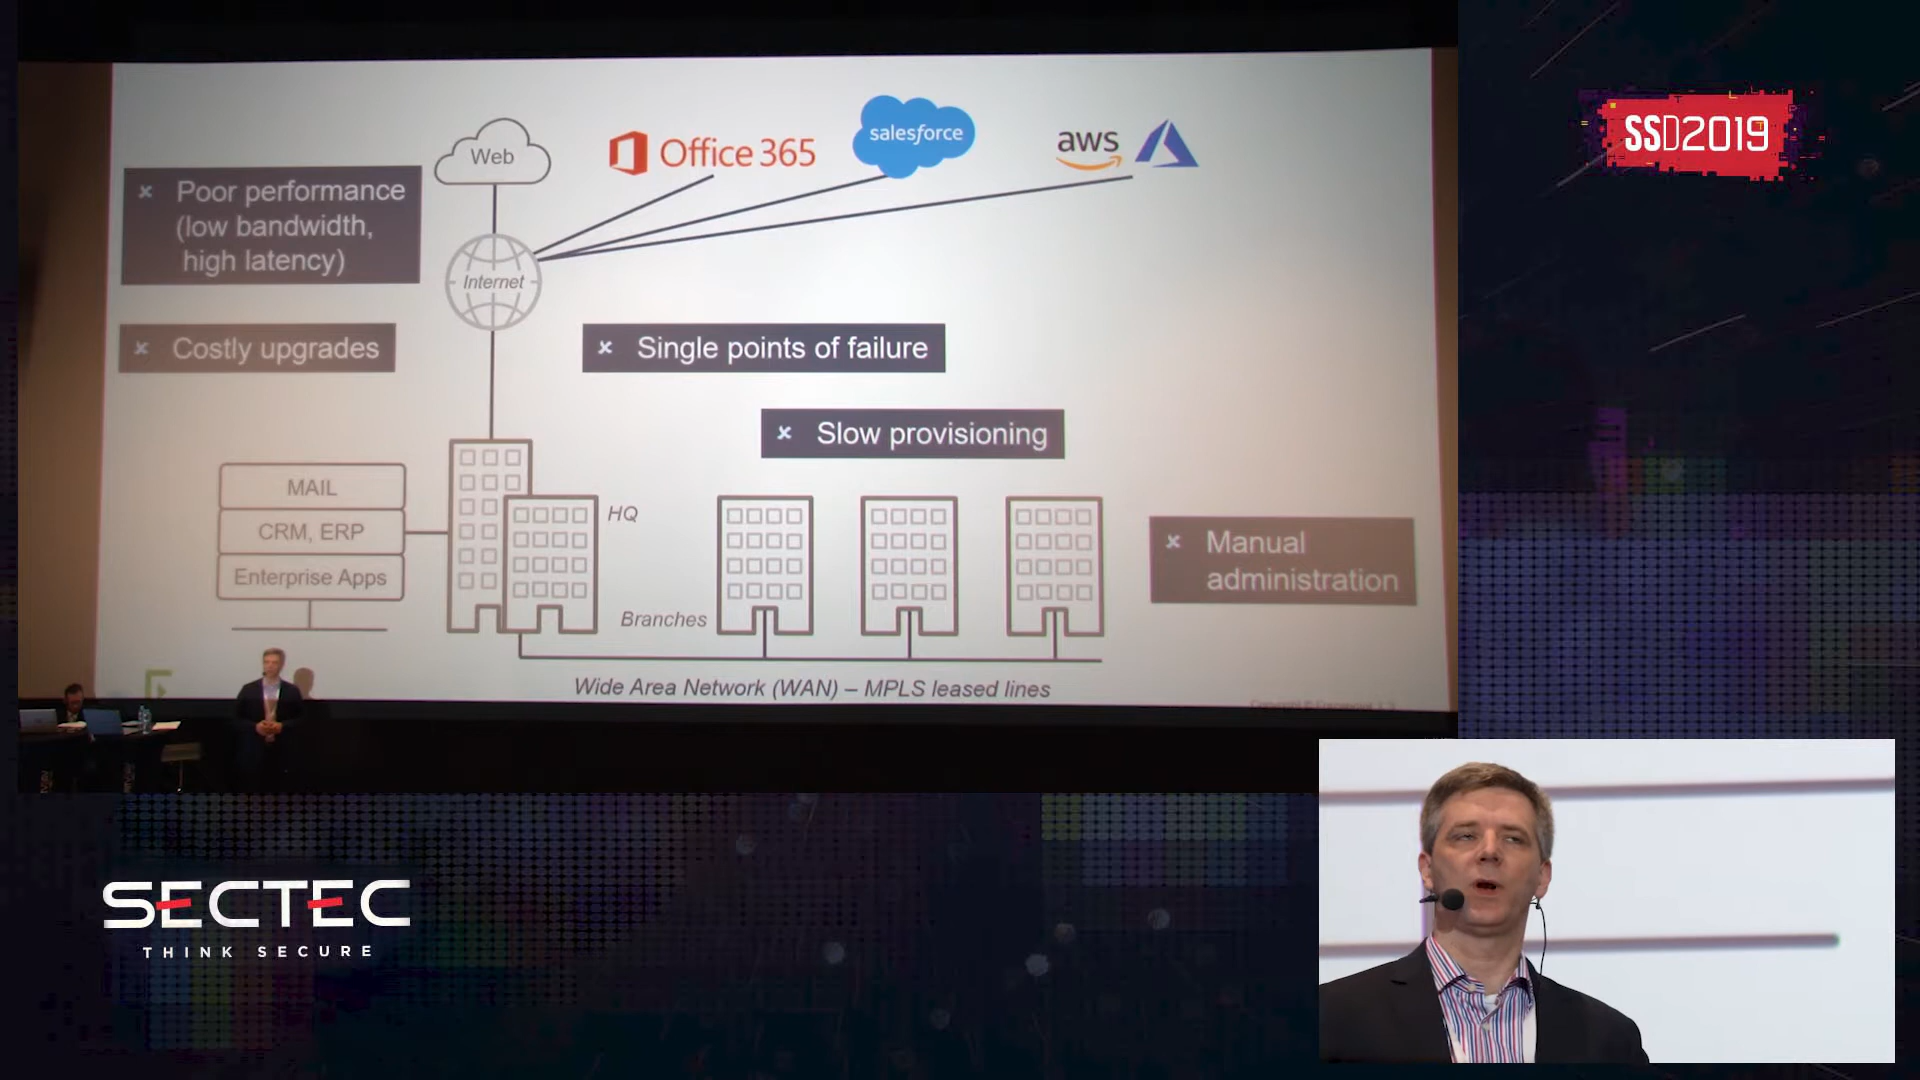 Web
Office 365
salesforce
aws
SSD2019
× Poor performance
(low bandwidth,
high latency)
Internet
× Costly upgrades
× Single points of failure
× Slow provisioning
MAIL
CRM, ERP
Enterprise Apps
HQ
Branches
× Manual
administration
Wide Area Network (WAN) – MPLS leased lines
SECTEC
THINK SECURE